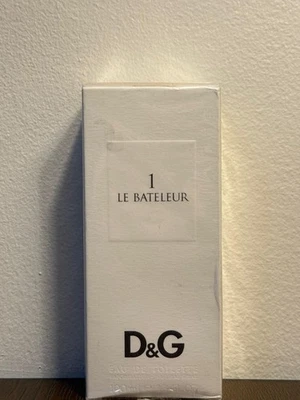 1
LE BATELEUR
D&G
EAU DE TOILETTE